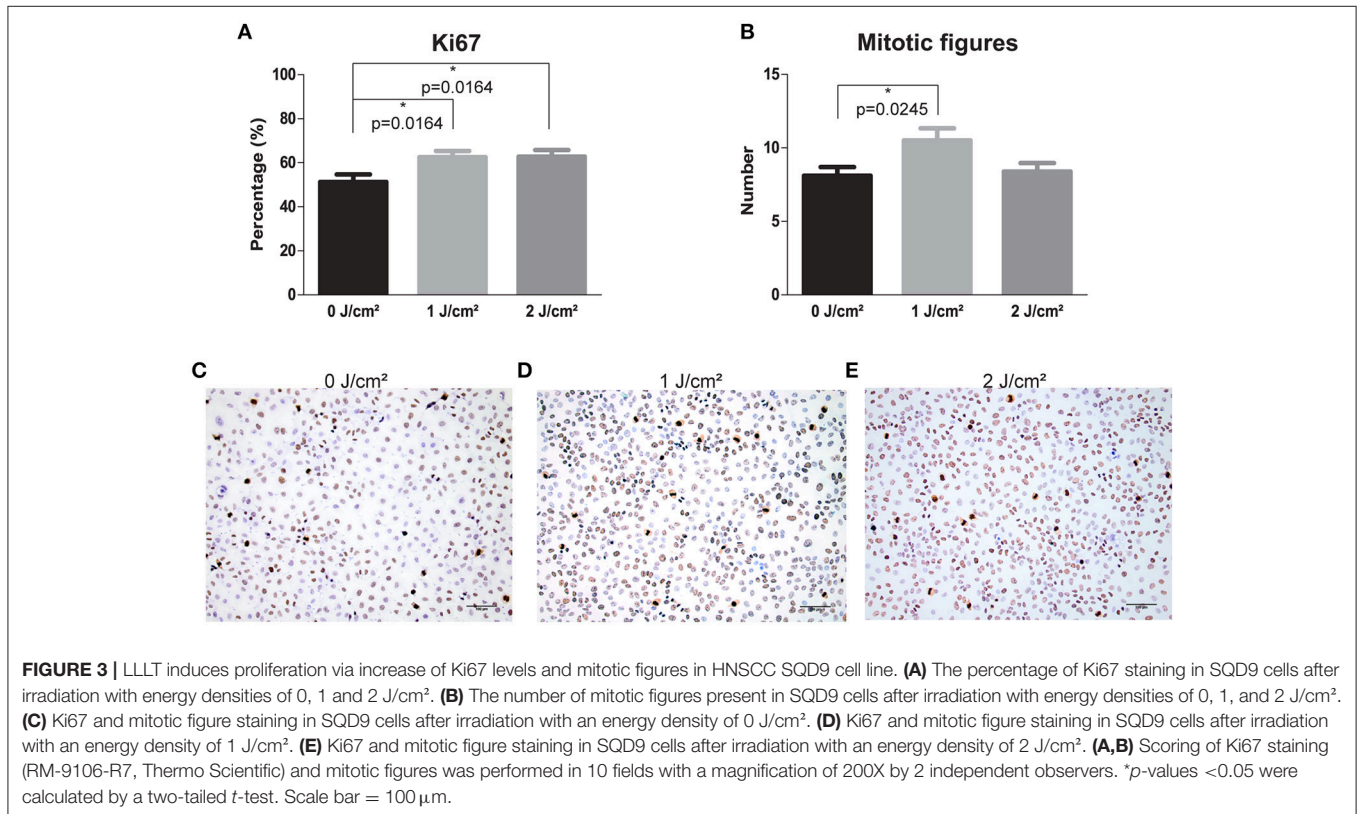 A
Ki67
*
p=0.0164
*
p=0.0164
Percentage (%)
100
80
60
40
20
0
0 J/cm²
1 J/cm²
2 J/cm²
B
Mitotic figures
*
p=0.0245
Number
15
10
5
0
0 J/cm²
1 J/cm²
2 J/cm²
C
0 J/cm²
D
1 J/cm²
E
2 J/cm²
FIGURE 3 | LLLT induces proliferation via increase of Ki67 levels and mitotic figures in HNSCC SQD9 cell line. (A) The percentage of Ki67 staining in SQD9 cells after
irradiation with energy densities of 0, 1 and 2 J/cm². (B) The number of mitotic figures present in SQD9 cells after irradiation with energy densities of 0, 1, and 2 J/cm².
(C) Ki67 and mitotic figure staining in SQD9 cells after irradiation with an energy density of 0 J/cm². (D) Ki67 and mitotic figure staining in SQD9 cells after irradiation
with an energy density of 1 J/cm². (E) Ki67 and mitotic figure staining in SQD9 cells after irradiation with an energy density of 2 J/cm². (A,B) Scoring of Ki67 staining
(RM-9106-R7, Thermo Scientific) and mitotic figures was performed in 10 fields with a magnification of 200X by 2 independent observers. *p-values <0.05 were
calculated by a two-tailed t-test. Scale bar = 100 μm.